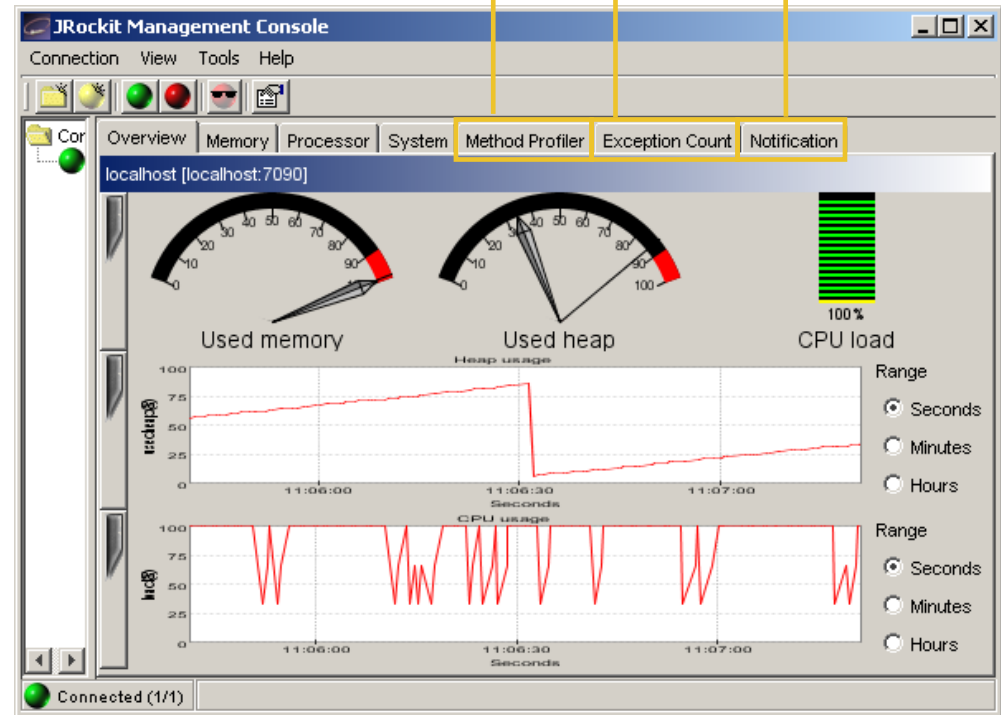 JRockit Management Console
Connection View Tools Help
Cor
Overview Memory Processor System Method Profiler Exception Count Notification
localhost [localhost:7090]
0 10 20 30 40 50 60 70 80 90
0 10 20 30 40 50 60 70 80 90 100
100 %
Used memory
Used heap
CPU load
Heap usage
100
75
50
25
0
11:06:00 11:06:30 11:07:00
Seconds
Range
Seconds
Minutes
Hours
CPU usage
100
75
50
25
0
11:06:00 11:06:30 11:07:00
Seconds
Range
Seconds
Minutes
Hours
Connected (1/1)